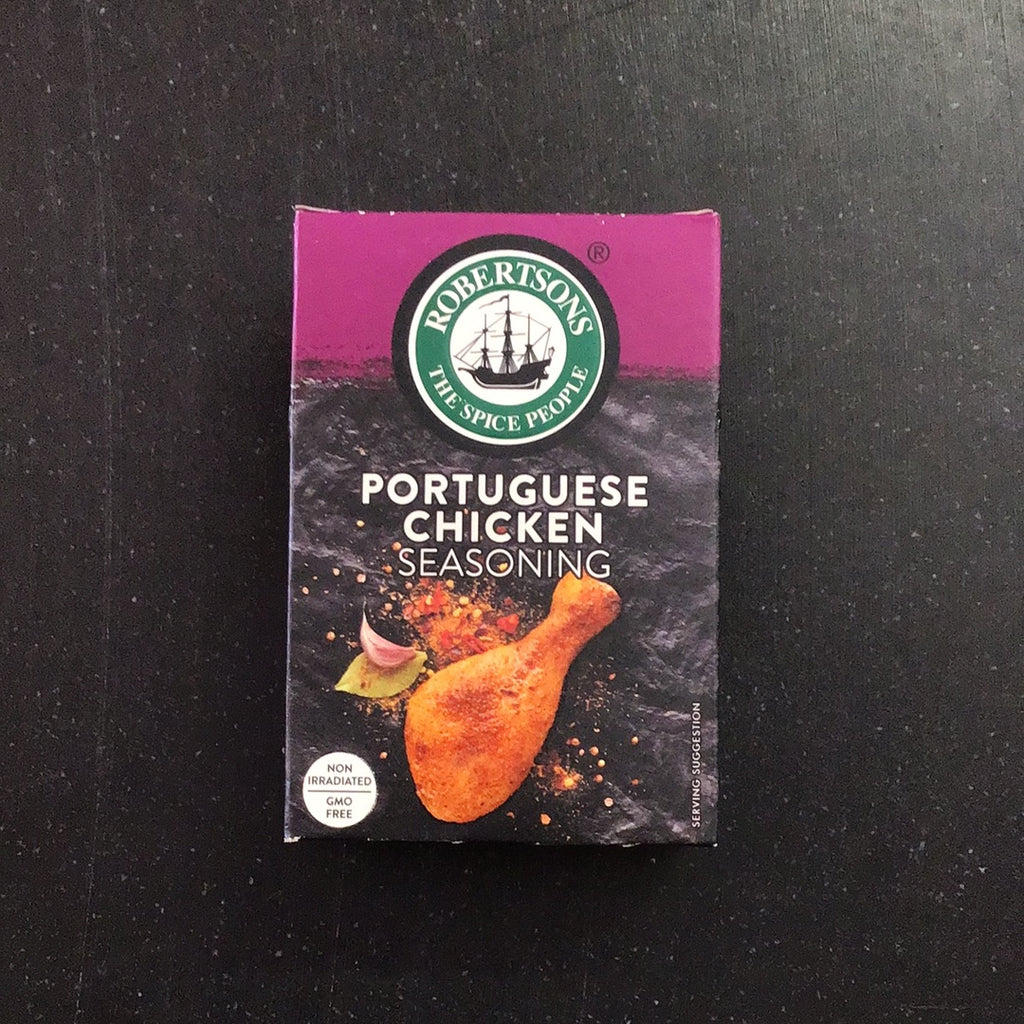 ROBERTSONS
®
THE SPICE PEOPLE
PORTUGUESE
CHICKEN
SEASONING
NON
IRRADIATED
GMO
FREE
SERVING SUGGESTION